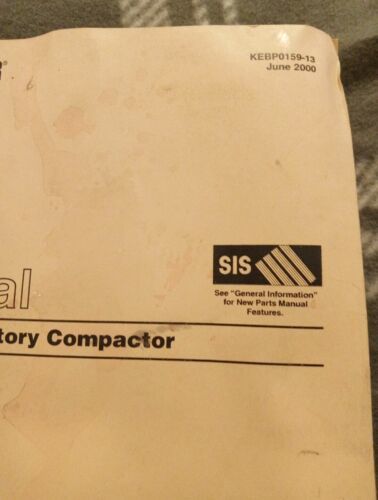 R®
KEBP0159-13
June 2000
SIS
See "General Information"
for New Parts Manual
Features.
al
tory Compactor